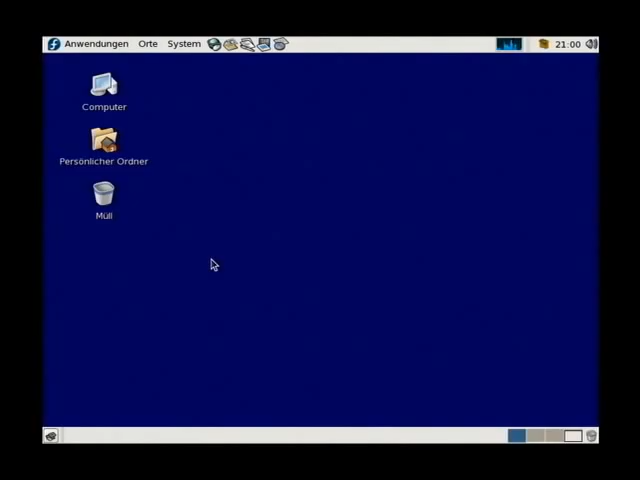 Anwendungen Orte System 21:00
Computer
Persönlicher Ordner
Müll